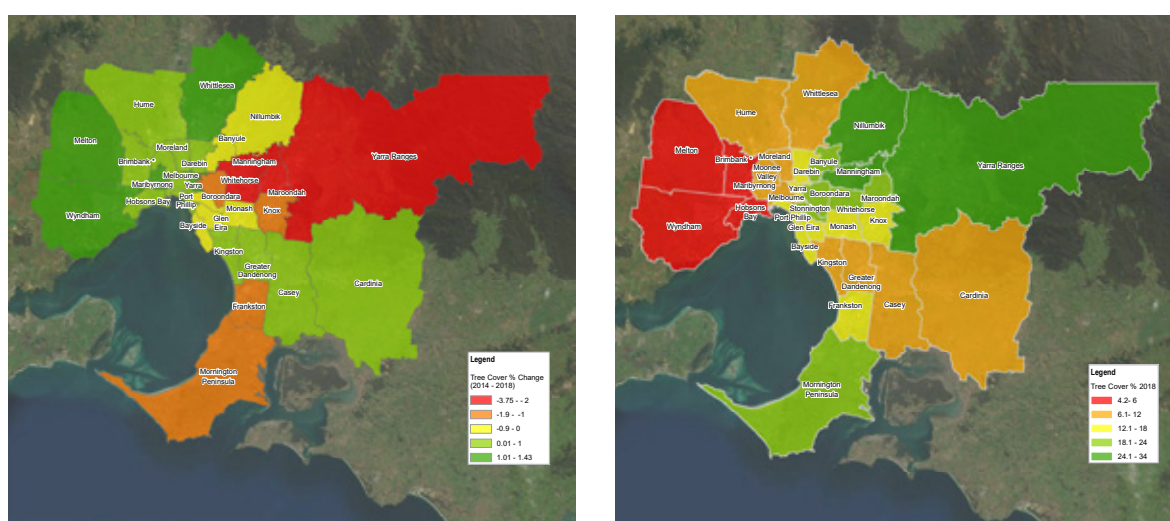 Whittlesea
Hume
Nillumbik
Melton
Banyule
Moreland
Brimbank
Darebin
Manningham
Yarra Ranges
Melbourne
Maribyrnong
Yarra
Whitehorse
Maroondah
Hobsons Bay
Port
Phillip
Boroondara
Wyndham
Monash
Knox
Glen
Eira
Bayside
Kingston
Greater
Dandenong
Casey
Cardinia
Frankston
Mornington
Peninsula
Legend
Tree Cover % Change
(2014 - 2018)
-3.75 - - 2
-1.9 - -1
-0.9 - 0
0.01 - 1
1.01 - 1.43
Whittlesea
Hume
Nillumbik
Melton
Brimbank
Moreland
Banyule
Moonee
Valley
Darebin
Manningham
Yarra Ranges
Maribyrnong
Yarra
Melbourne
Boroondara
Maroondah
Hobsons
Bay
Stonnington
Whitehorse
Port Phillip
Knox
Wyndham
Glen Eira
Monash
Bayside
Kingston
Greater
Dandenong
Cardinia
Frankston
Casey
Mornington
Peninsula
Legend
Tree Cover % 2018
4.2- 6
6.1- 12
12.1 - 18
18.1 - 24
24.1 - 34